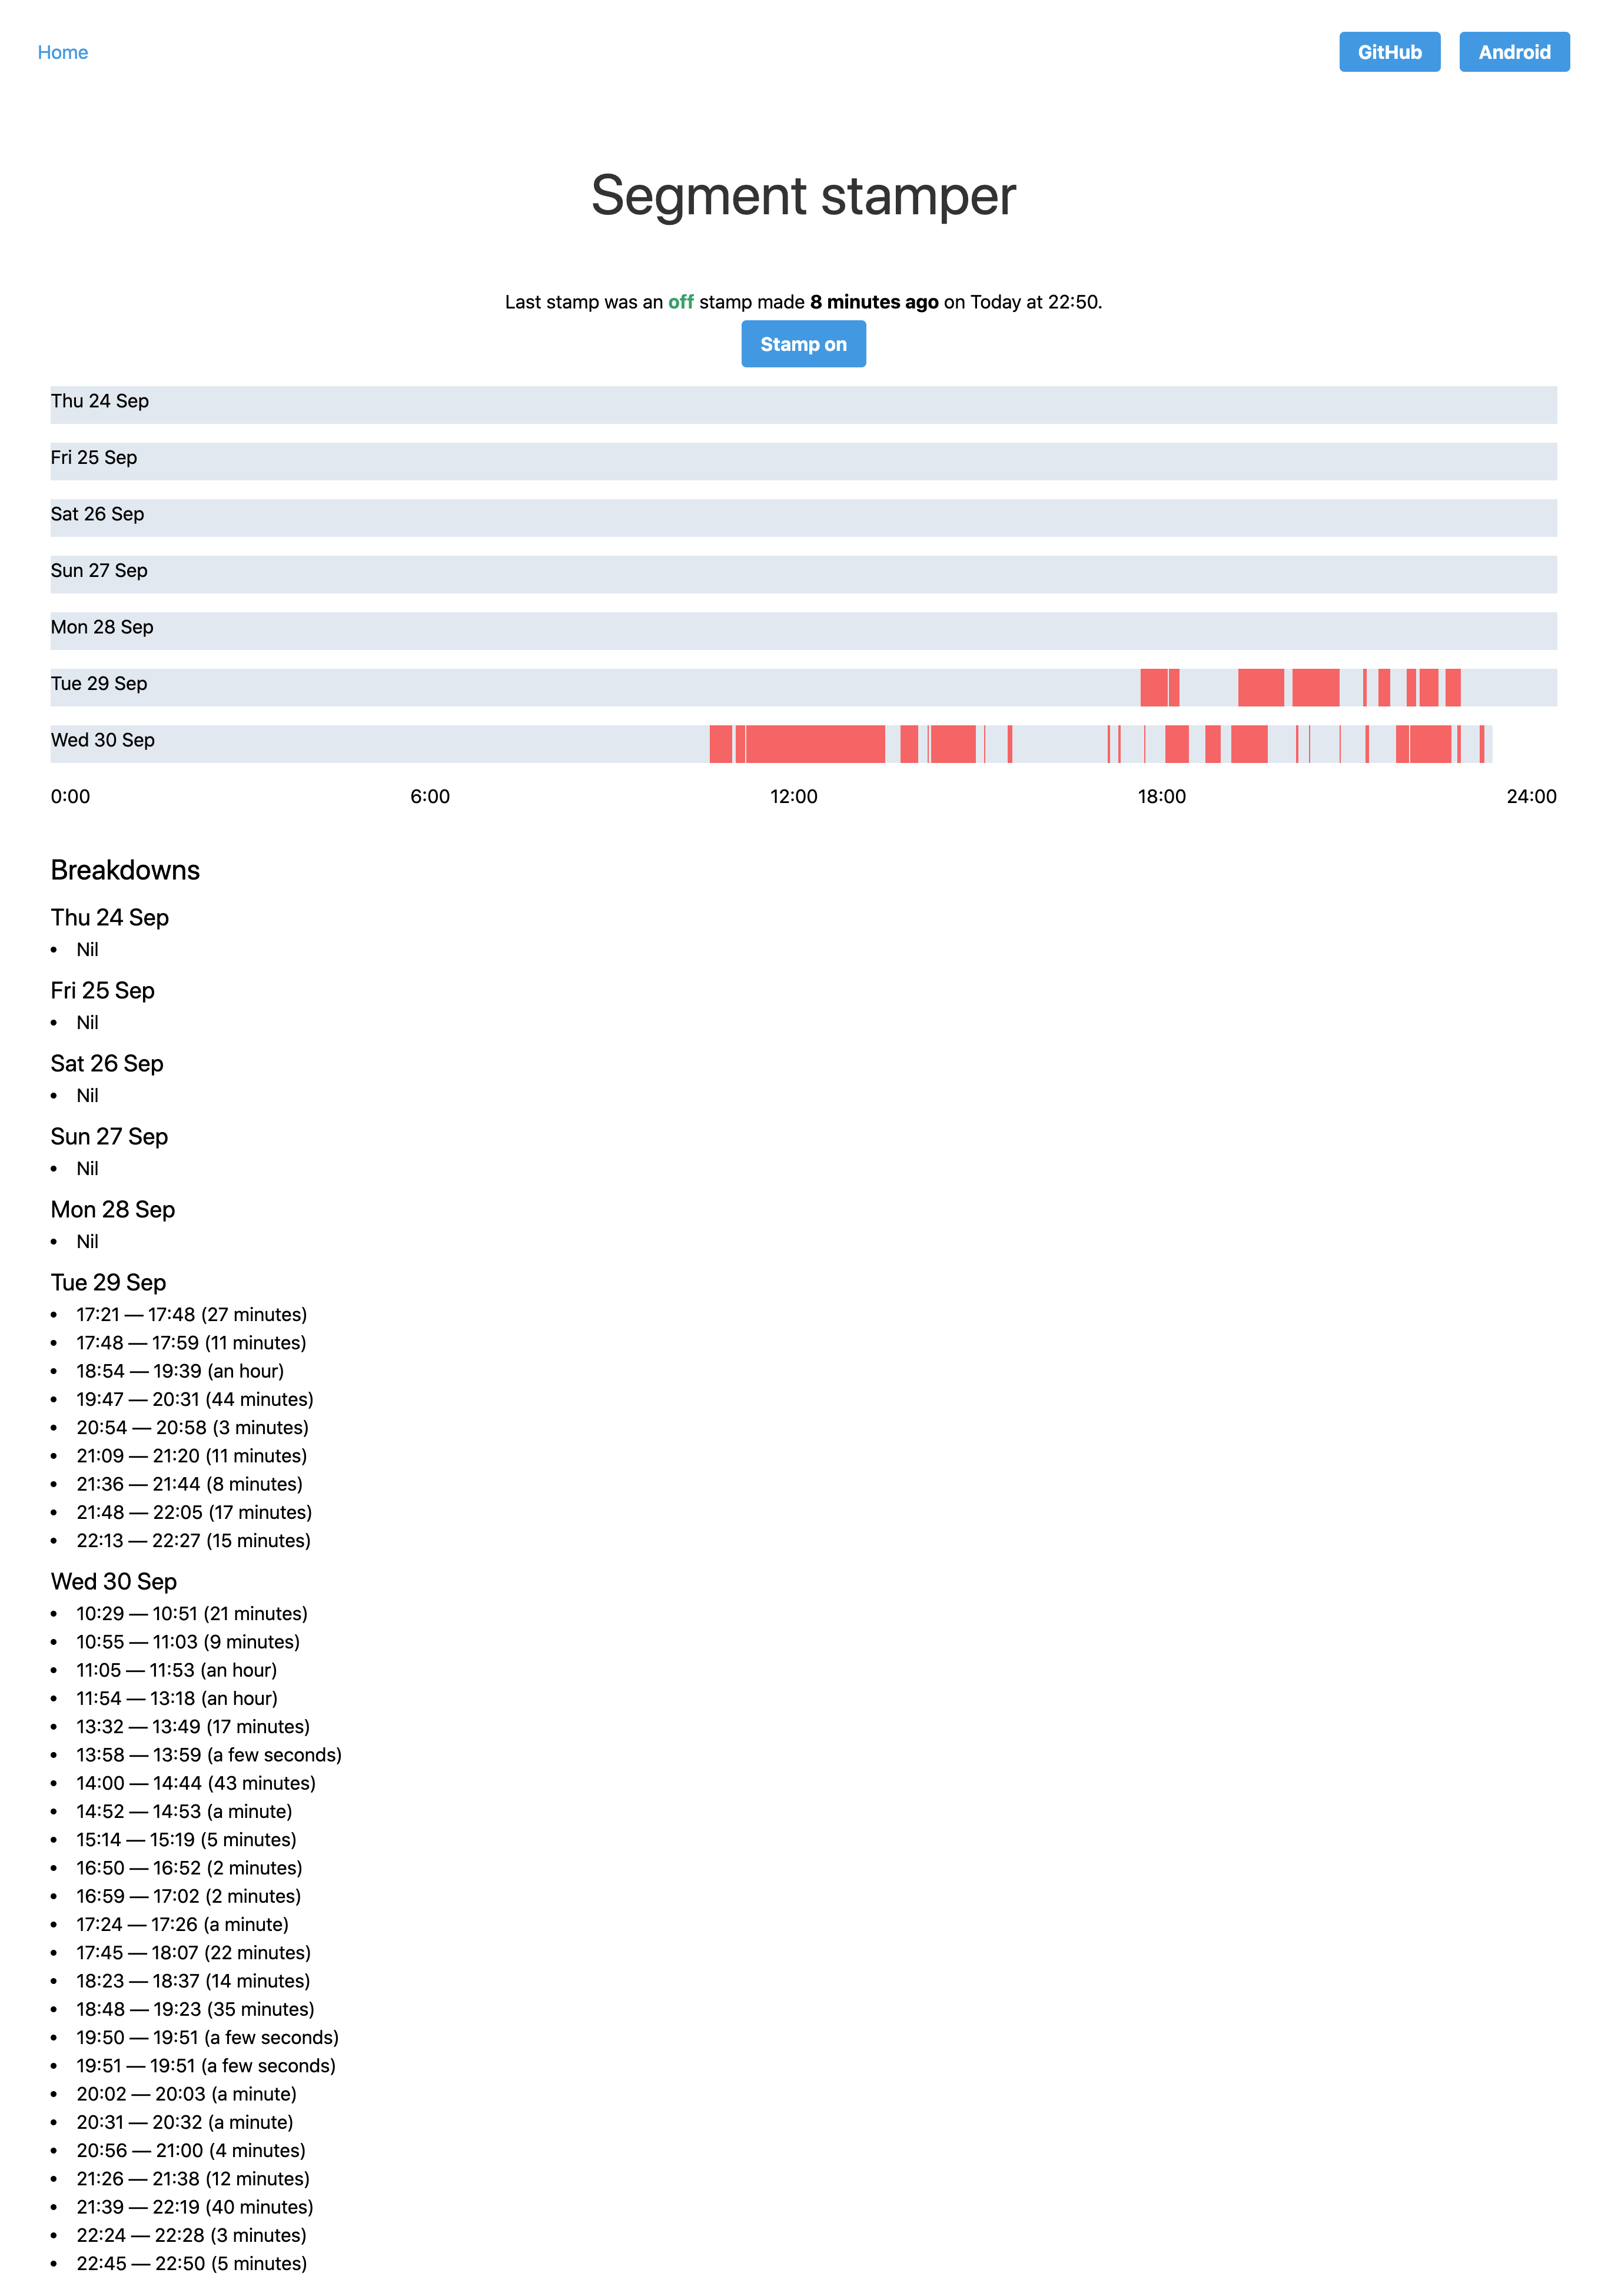 Home
GitHub
Android
Segment stamper
Last stamp was an off stamp made 8 minutes ago on Today at 22:50.
Stamp on
Thu 24 Sep
Fri 25 Sep
Sat 26 Sep
Sun 27 Sep
Mon 28 Sep
Tue 29 Sep
Wed 30 Sep
0:00 6:00 12:00 18:00 24:00
Breakdowns
Thu 24 Sep
• Nil
Fri 25 Sep
• Nil
Sat 26 Sep
• Nil
Sun 27 Sep
• Nil
Mon 28 Sep
• Nil
Tue 29 Sep
• 17:21 — 17:48 (27 minutes)
• 17:48 — 17:59 (11 minutes)
• 18:54 — 19:39 (an hour)
• 19:47 — 20:31 (44 minutes)
• 20:54 — 20:58 (3 minutes)
• 21:09 — 21:20 (11 minutes)
• 21:36 — 21:44 (8 minutes)
• 21:48 — 22:05 (17 minutes)
• 22:13 — 22:27 (15 minutes)
Wed 30 Sep
• 10:29 — 10:51 (21 minutes)
• 10:55 — 11:03 (9 minutes)
• 11:05 — 11:53 (an hour)
• 11:54 — 13:18 (an hour)
• 13:32 — 13:49 (17 minutes)
• 13:58 — 13:59 (a few seconds)
• 14:00 — 14:44 (43 minutes)
• 14:52 — 14:53 (a minute)
• 15:14 — 15:19 (5 minutes)
• 16:50 — 16:52 (2 minutes)
• 16:59 — 17:02 (2 minutes)
• 17:24 — 17:26 (a minute)
• 17:45 — 18:07 (22 minutes)
• 18:23 — 18:37 (14 minutes)
• 18:48 — 19:23 (35 minutes)
• 19:50 — 19:51 (a few seconds)
• 19:51 — 19:51 (a few seconds)
• 20:02 — 20:03 (a minute)
• 20:31 — 20:32 (a minute)
• 20:56 — 21:00 (4 minutes)
• 21:26 — 21:38 (12 minutes)
• 21:39 — 22:19 (40 minutes)
• 22:24 — 22:28 (3 minutes)
• 22:45 — 22:50 (5 minutes)